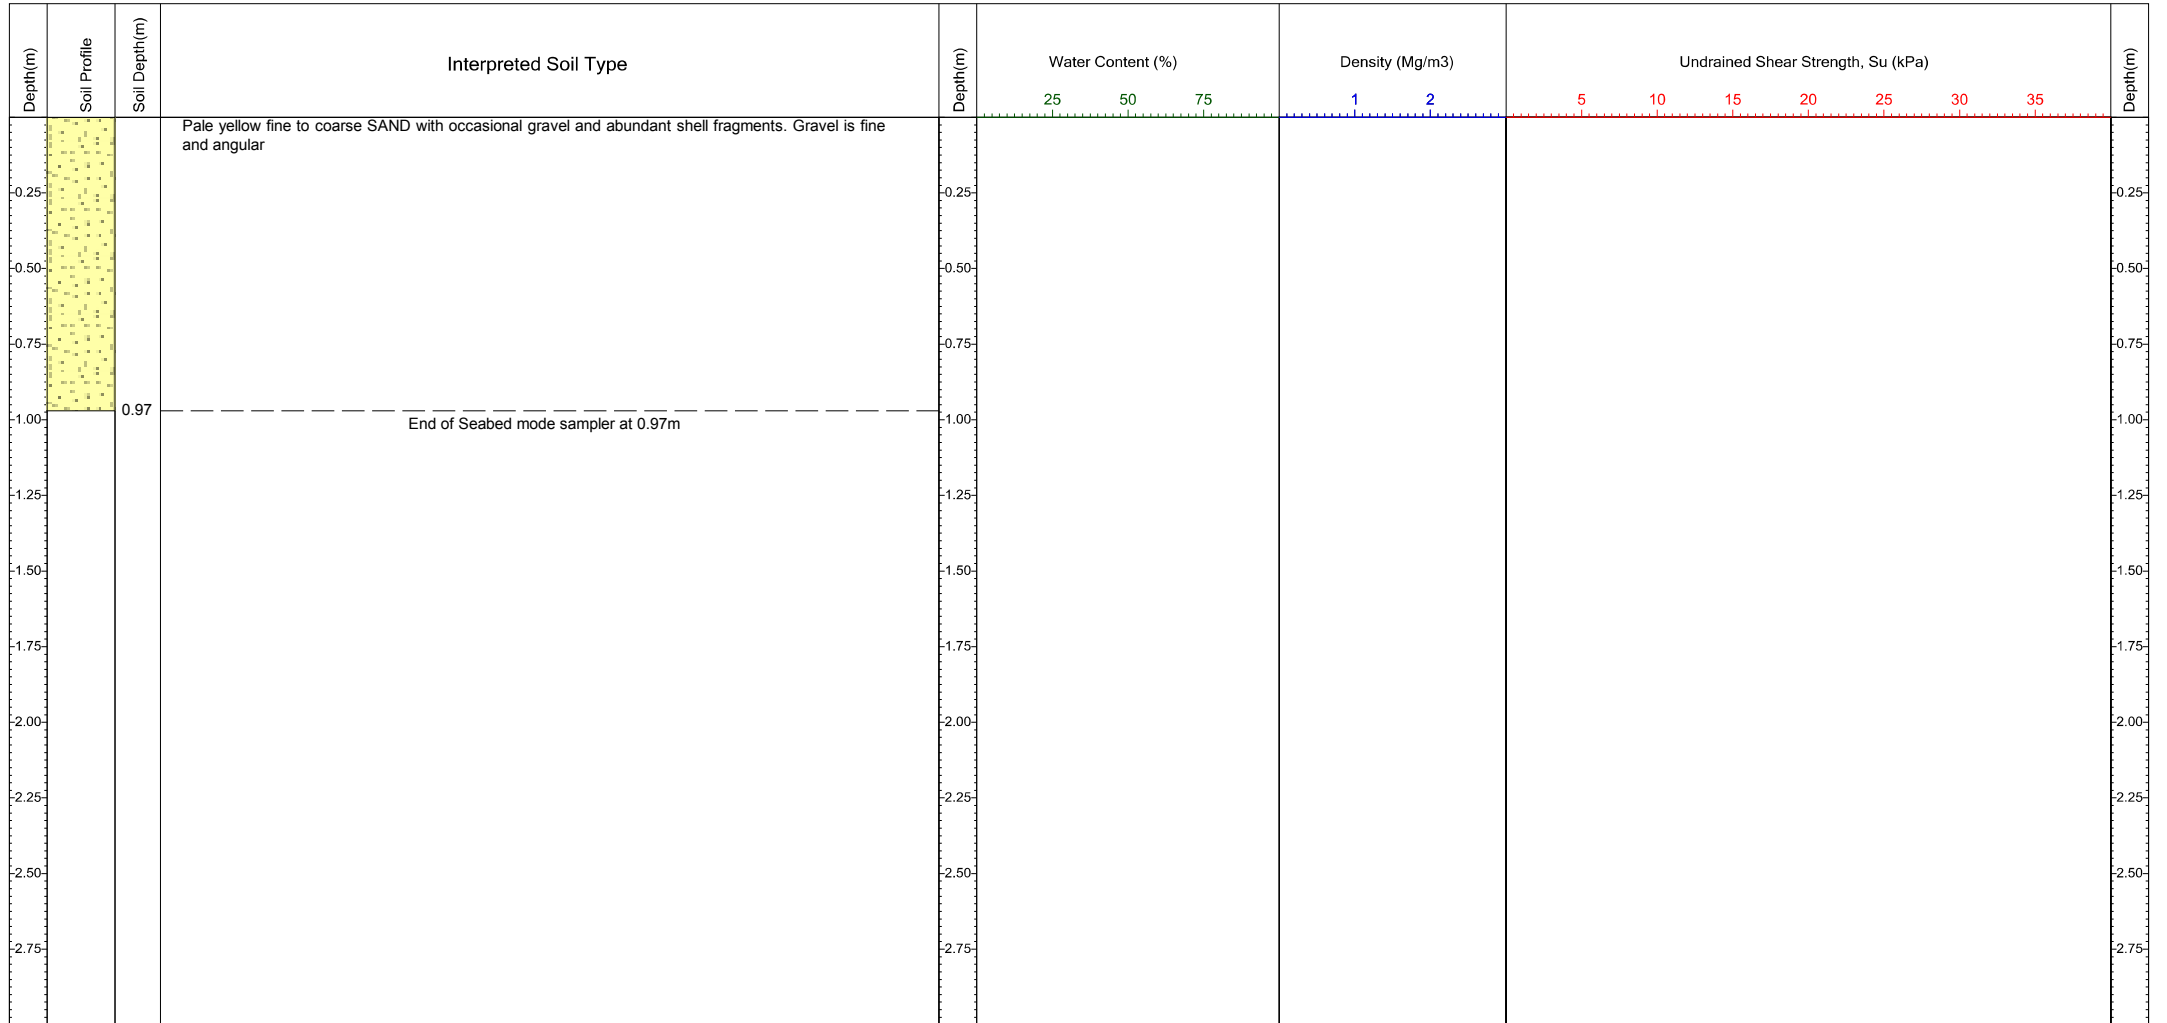 Depth(m)
Soil Profile
Soil Depth(m)
Interpreted Soil Type
Depth(m)
Water Content (%)
25 50 75
Density (Mg/m3)
1 2
Undrained Shear Strength, Su (kPa)
5 10 15 20 25 30 35
Depth(m)
Pale yellow fine to coarse SAND with occasional gravel and abundant shell fragments. Gravel is fine
and angular
0.25 0.25 0.25
0.50 0.50 0.50
0.75 0.75 0.75
0.97
1.00 1.00 1.00
End of Seabed mode sampler at 0.97m
1.25 1.25 1.25
1.50 1.50 1.50
1.75 1.75 1.75
2.00 2.00 2.00
2.25 2.25 2.25
2.50 2.50 2.50
2.75 2.75 2.75